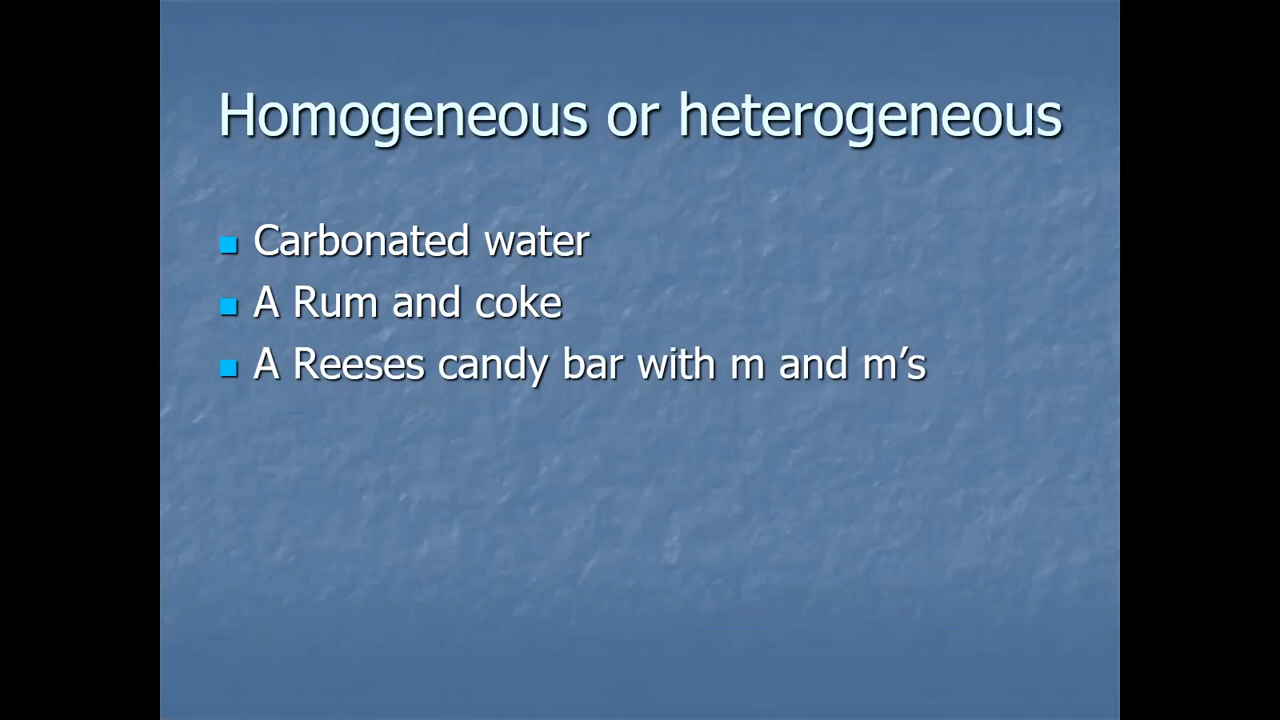 Homogeneous or heterogeneous
Carbonated water
A Rum and coke
A Reeses candy bar with m and m’s